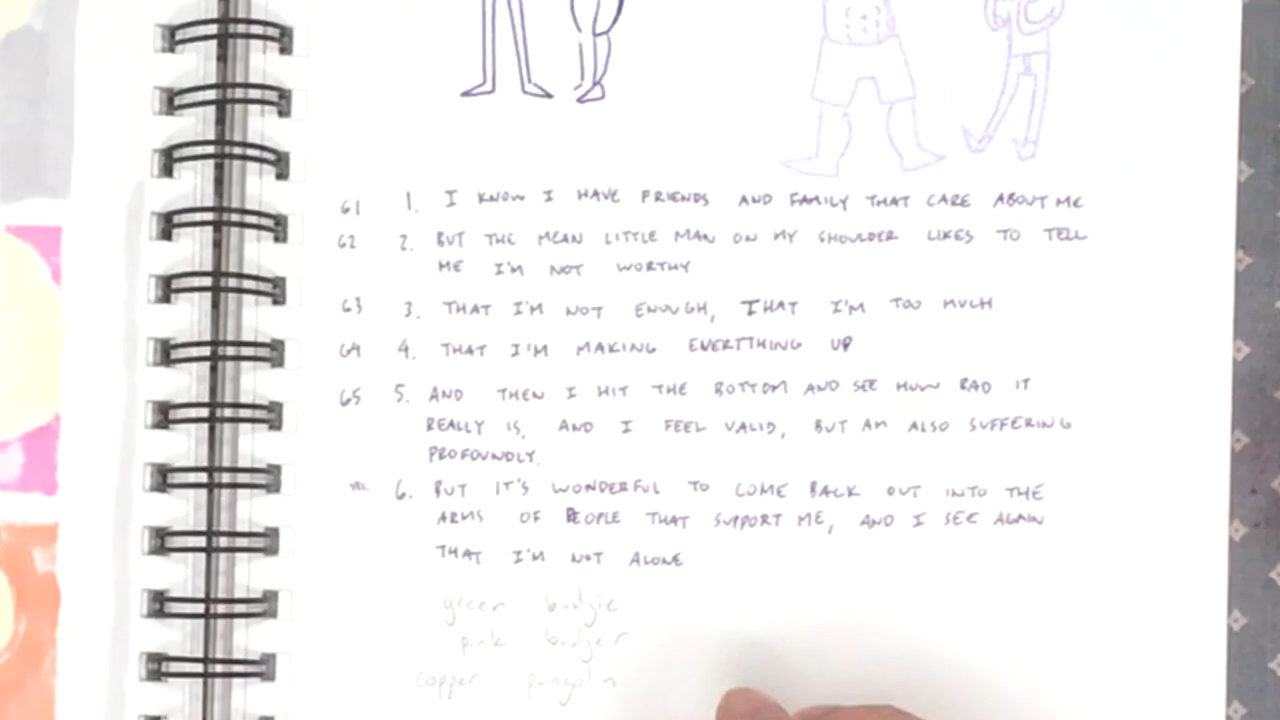 61 1. I KNOW I HAVE FRIENDS AND FAMILY THAT CARE ABOUT ME
62 2. BUT THE MEAN LITTLE MAN ON MY SHOULDER LIKES TO TELL
ME I'M NOT WORTHY
63 3. THAT I'M NOT ENOUGH, THAT I'M TOO MUCH
64 4. THAT I'M MAKING EVERTTHING UP
65 5. AND THEN I HIT THE BOTTOM AND SEE HOW BAD IT
REALLY IS, AND I FEEL VALID, BUT AM ALSO SUFFERING
PROFOUNDLY.
6. BUT IT'S WONDERFUL TO COME BACK OUT INTO THE
ARMS OF PEOPLE THAT SUPPORT ME, AND I SEE AGAIN
THAT I'M NOT ALONE
green budgie
pink badger
copper pangolin